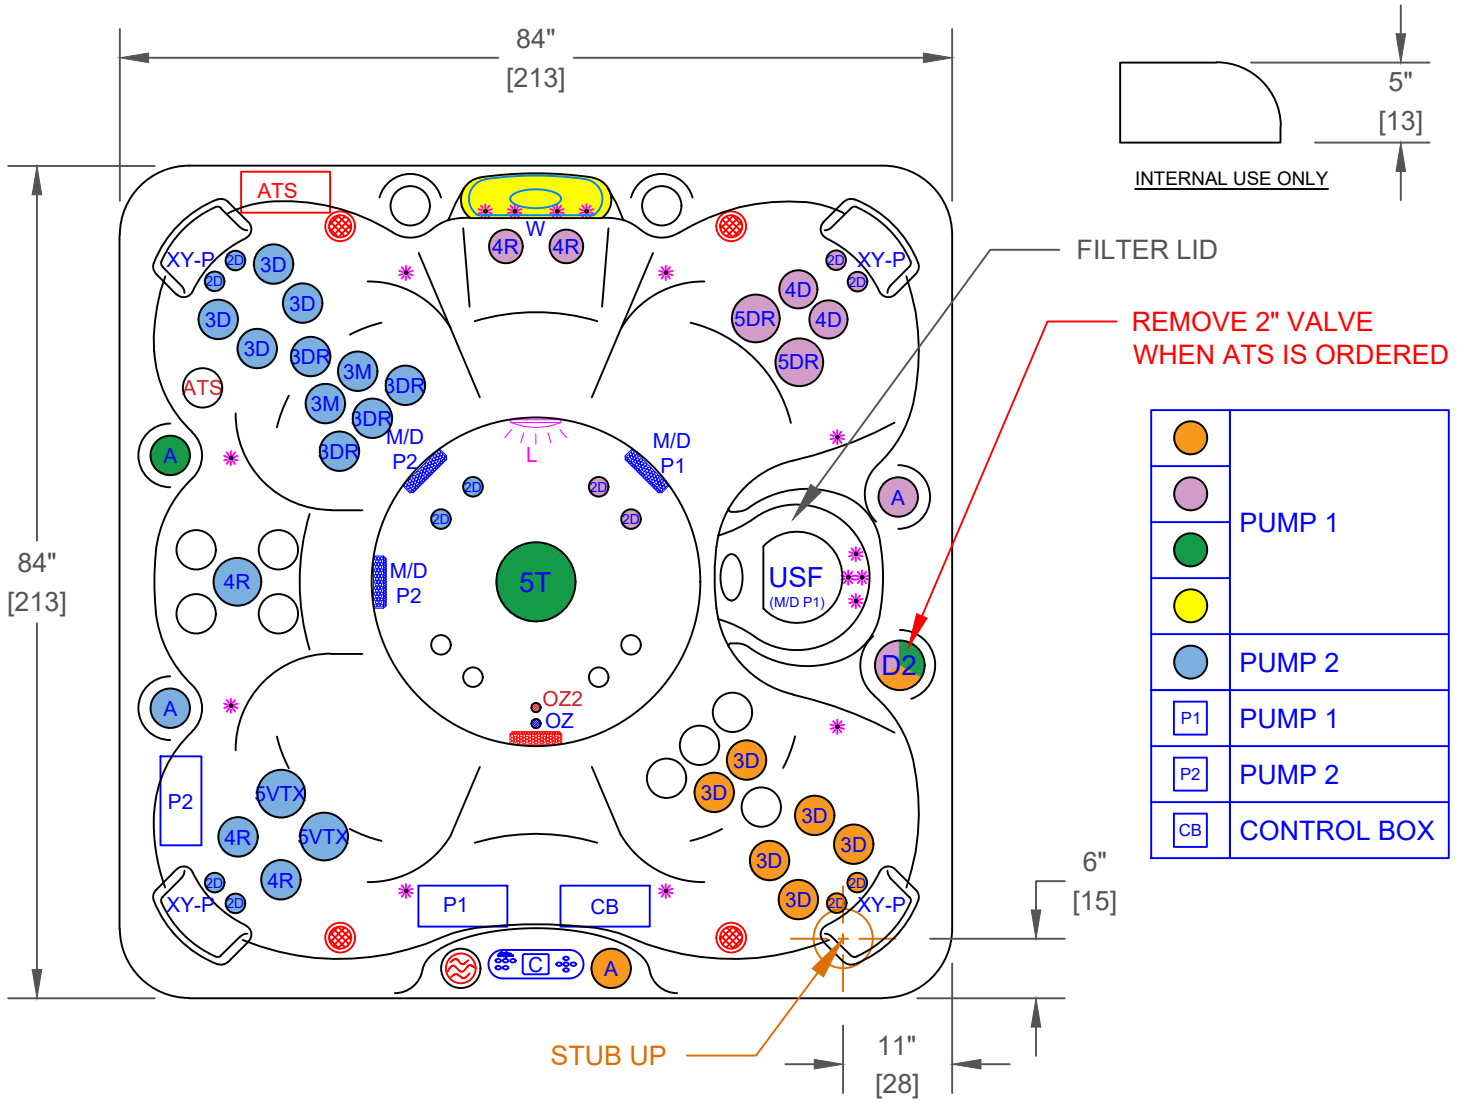 84"
[213]
5"
[13]
INTERNAL USE ONLY
ATS
W
4R
4R
XY-P
2D
2D
3D
3D
3D
3D
3DR
3M
3DR
3M
3DR
3DR
ATS
A
XY-P
2D
2D
4D
4D
5DR
5DR
FILTER LID
REMOVE 2" VALVE
WHEN ATS IS ORDERED
M/D
P2
L
M/D
P1
2D
2D
2D
2D
A
PUMP 1
84"
[213]
4R
M/D
P2
5T
USF
(M/D P1)
D2
PUMP 2
P1
PUMP 1
P2
PUMP 2
CB
CONTROL BOX
OZ2
OZ
A
P2
5VTX
5VTX
4R
4R
2D
2D
XY-P
3D
3D
3D
3D
3D
3D
2D
2D
XY-P
P1
CB
C
A
6"
[15]
STUB UP
11"
[28]